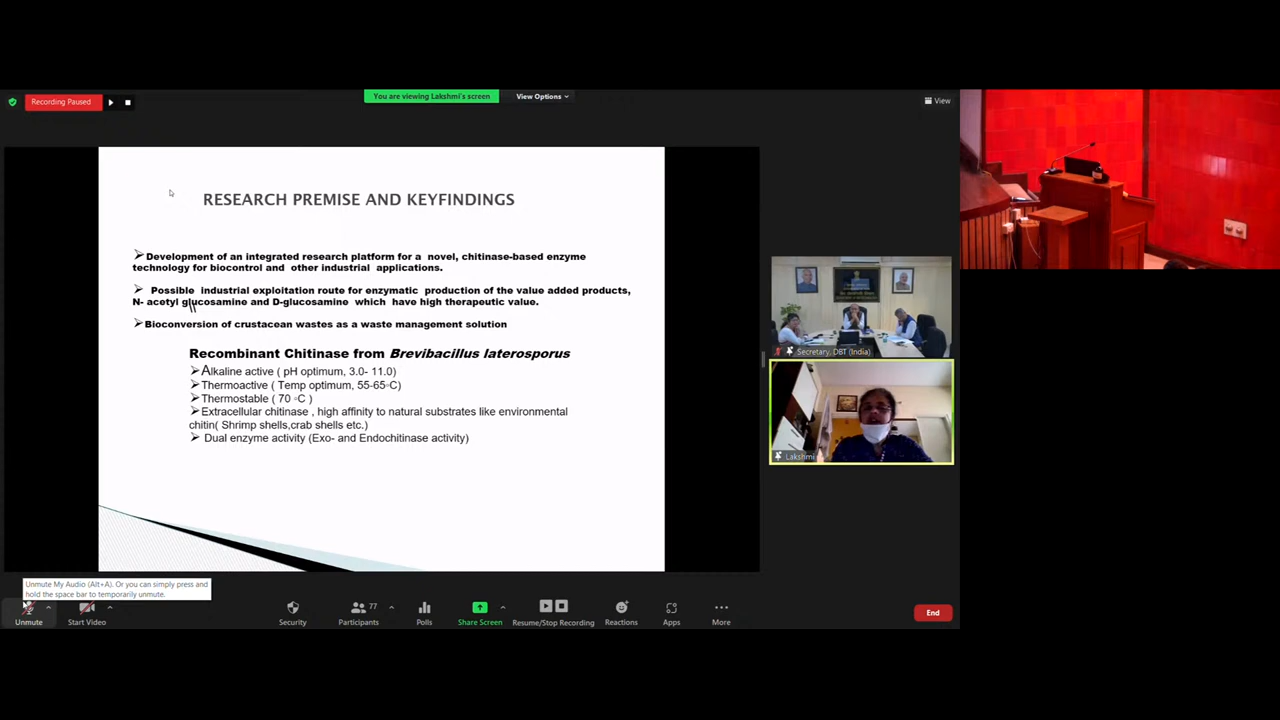 Recording Paused
You are viewing Lakshmi's screen
View Options
View
RESEARCH PREMISE AND KEYFINDINGS
➢Development of an integrated research platform for a novel, chitinase-based enzyme
technology for biocontrol and other industrial applications.
➢ Possible industrial exploitation route for enzymatic production of the value added products,
N- acetyl glucosamine and D-glucosamine which have high therapeutic value.
➢Bioconversion of crustacean wastes as a waste management solution
Recombinant Chitinase from Brevibacillus laterosporus
➢Alkaline active ( pH optimum, 3.0- 11.0)
➢Thermoactive ( Temp optimum, 55-65◦C)
➢Thermostable ( 70 ◦C )
➢Extracellular chitinase , high affinity to natural substrates like environmental
chitin( Shrimp shells,crab shells etc.)
➢ Dual enzyme activity (Exo- and Endochitinase activity)
Secretary, DBT (India)
Lakshmi
Unmute My Audio (Alt+A). Or you can simply press and
hold the space bar to temporarily unmute.
Unmute
Start Video
Security
Participants
77
Polls
Share Screen
Resume/Stop Recording
Reactions
Apps
More
End